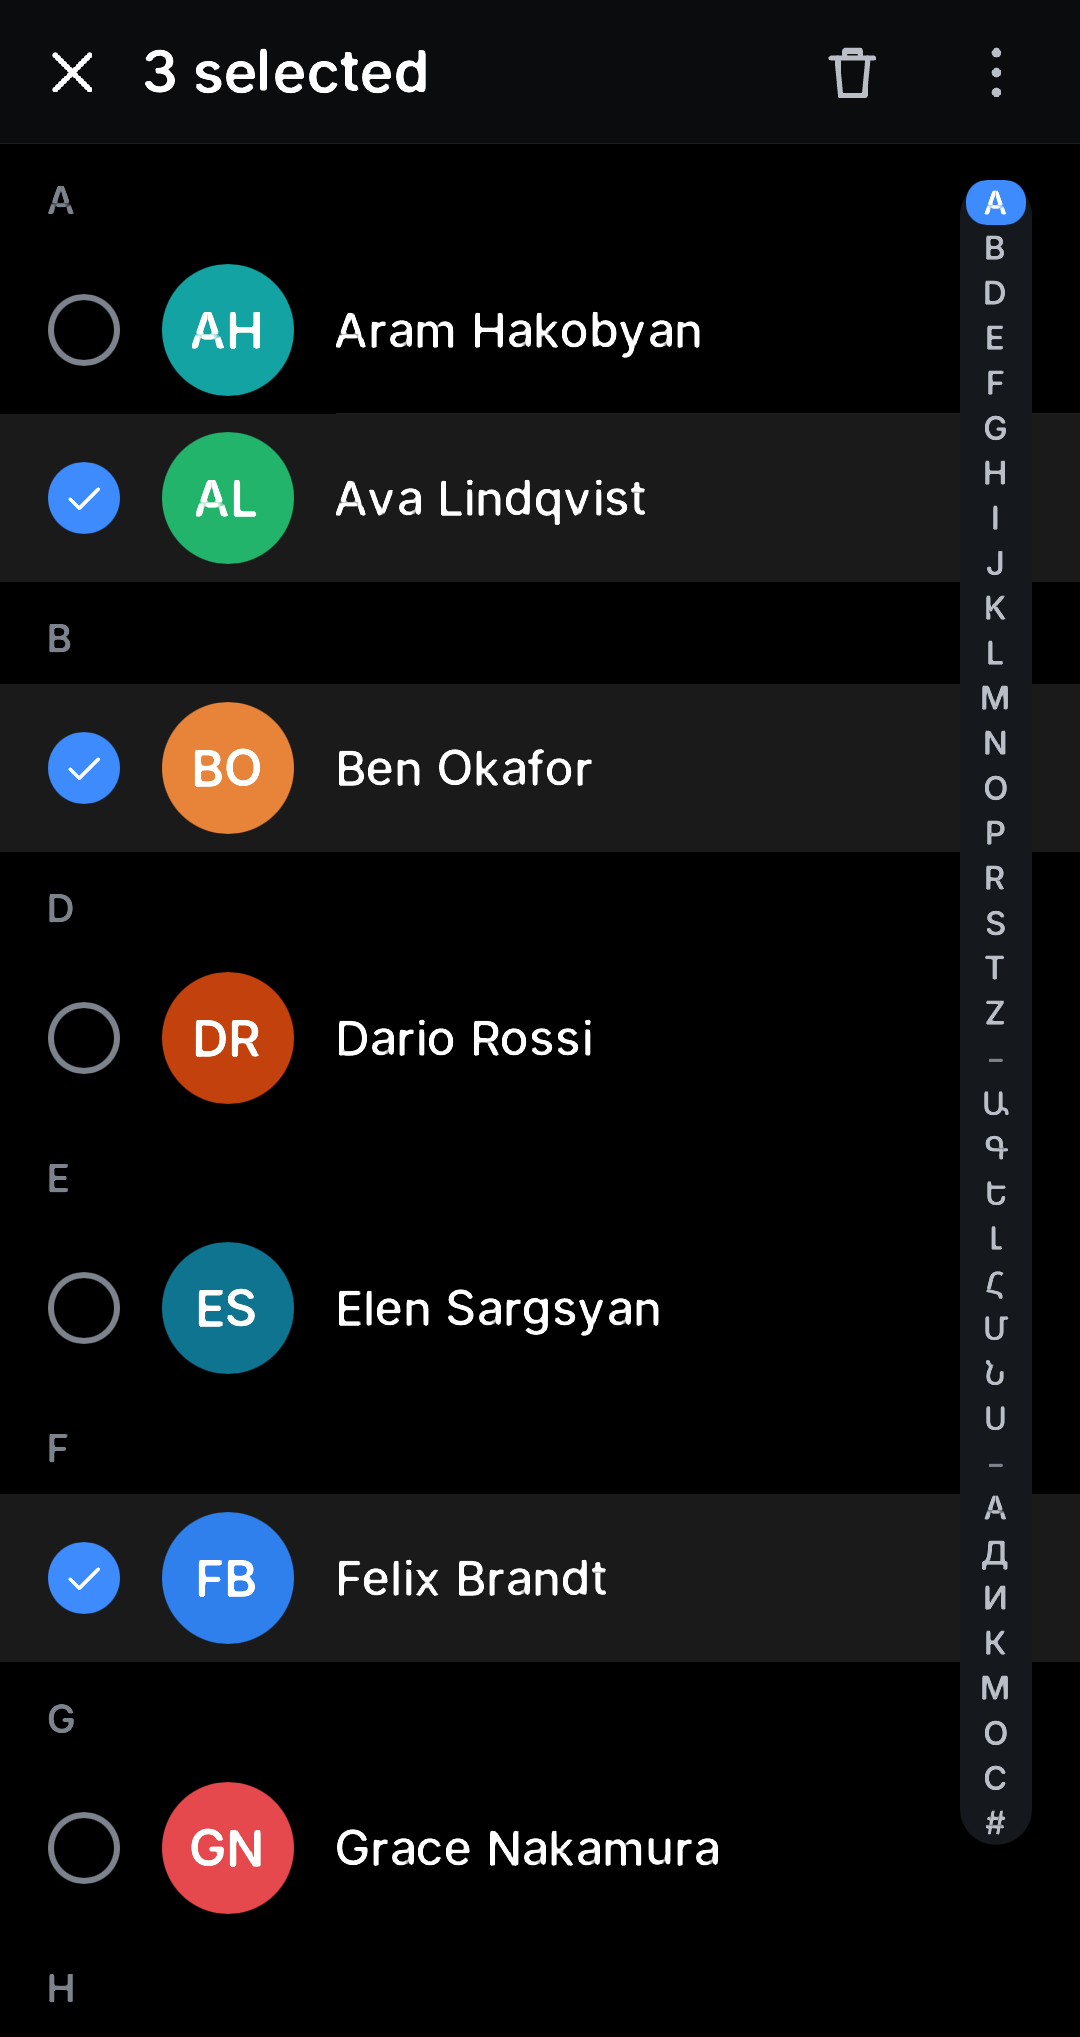 3 selected
A
AH Aram Hakobyan
AL Ava Lindqvist
B
BO Ben Okafor
D
DR Dario Rossi
E
ES Elen Sargsyan
F
FB Felix Brandt
G
GN Grace Nakamura
H
A
B
D
E
F
G
H
I
J
K
L
M
N
O
P
R
S
T
Z
–
Ա
Գ
Ե
Լ
Հ
Մ
Ն
Ս
–
А
Д
И
К
М
О
С
#